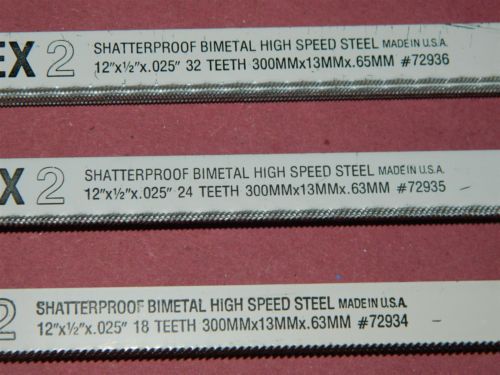 EX 2 SHATTERPROOF BIMETAL HIGH SPEED STEEL MADE IN U.S.A.
12"x½"x.025" 32 TEETH 300MMx13MMx.65MM #72936
X 2 SHATTERPROOF BIMETAL HIGH SPEED STEEL MADE IN U.S.A.
12"x½"x.025" 24 TEETH 300MMx13MMx.63MM #72935
2 SHATTERPROOF BIMETAL HIGH SPEED STEEL MADE IN U.S.A.
12"x½"x.025" 18 TEETH 300MMx13MMx.63MM #72934